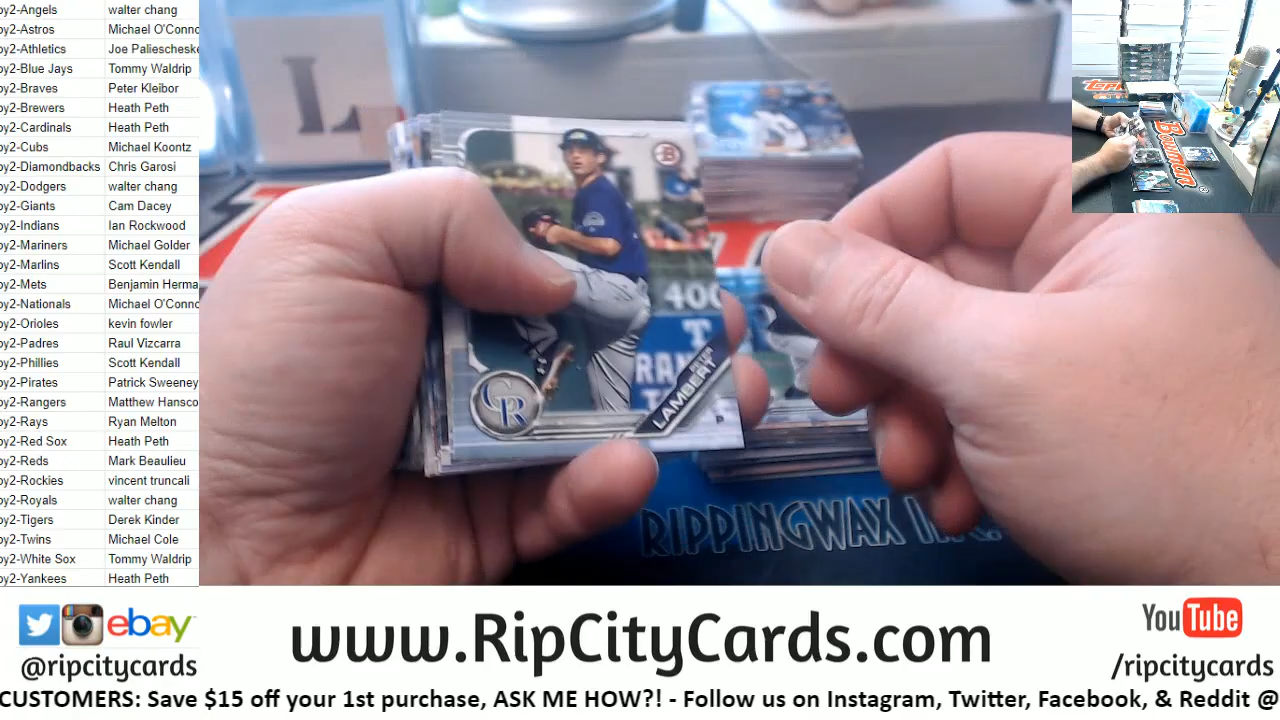 oy2-Angels walter chang
oy2-Astros Michael O'Conno
oy2-Athletics Joe Paliescheske
oy2-Blue Jays Tommy Waldrip
oy2-Braves Peter Kleibor
oy2-Brewers Heath Peth
oy2-Cardinals Heath Peth
oy2-Cubs Michael Koontz
oy2-Diamondbacks Chris Garosi
oy2-Dodgers walter chang
oy2-Giants Cam Dacey
oy2-Indians Ian Rockwood
oy2-Mariners Michael Golder
oy2-Marlins Scott Kendall
oy2-Mets Benjamin Herma
oy2-Nationals Michael O'Conno
oy2-Orioles kevin fowler
oy2-Padres Raul Vizcarra
oy2-Phillies Scott Kendall
oy2-Pirates Patrick Sweeney
oy2-Rangers Matthew Hansco
oy2-Rays Ryan Melton
oy2-Red Sox Heath Peth
oy2-Reds Mark Beaulieu
oy2-Rockies vincent truncali
oy2-Royals walter chang
oy2-Tigers Derek Kinder
oy2-Twins Michael Cole
oy2-White Sox Tommy Waldrip
oy2-Yankees Heath Peth
B
400
T
RAN
T
CR
PETER
LAMBERT
P
RIPPINGWAX INC.
Topps
Bowman
ebay
@ripcitycards
www.RipCityCards.com
YouTube
/ripcitycards
CUSTOMERS: Save $15 off your 1st purchase, ASK ME HOW?! - Follow us on Instagram, Twitter, Facebook, & Reddit @